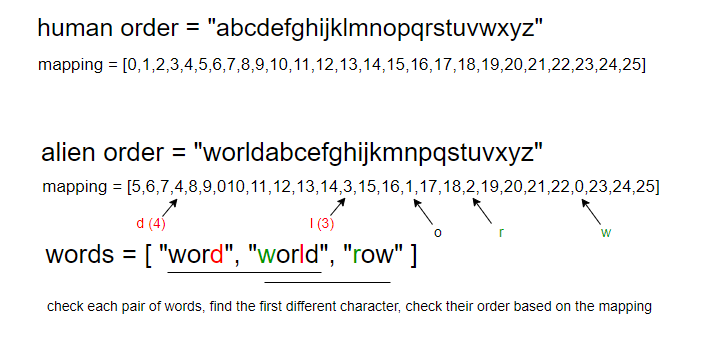 human order = "abcdefghijklmnopqrstuvwxyz"
mapping = [0,1,2,3,4,5,6,7,8,9,10,11,12,13,14,15,16,17,18,19,20,21,22,23,24,25]
alien order = "worldabcefghijkmnpqstuvxyz"
mapping = [5,6,7,4,8,9,010,11,12,13,14,3,15,16,1,17,18,2,19,20,21,22,0,23,24,25]
d (4) l (3) o r w
words = [ "word", "world", "row" ]
check each pair of words, find the first different character, check their order based on the mapping